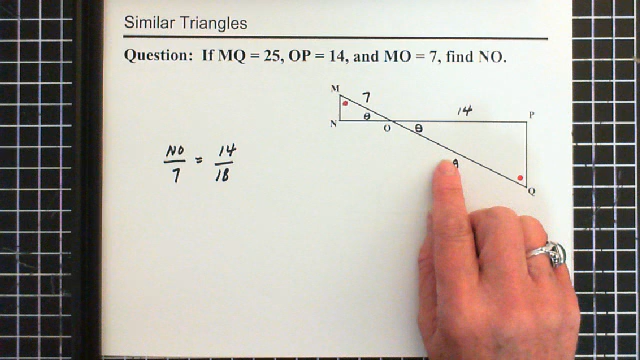 Similar Triangles
Question: If MQ = 25, OP = 14, and MO = 7, find NO.
M
7
14
P
θ
N
O
θ
Q
NO/7 = 14/18